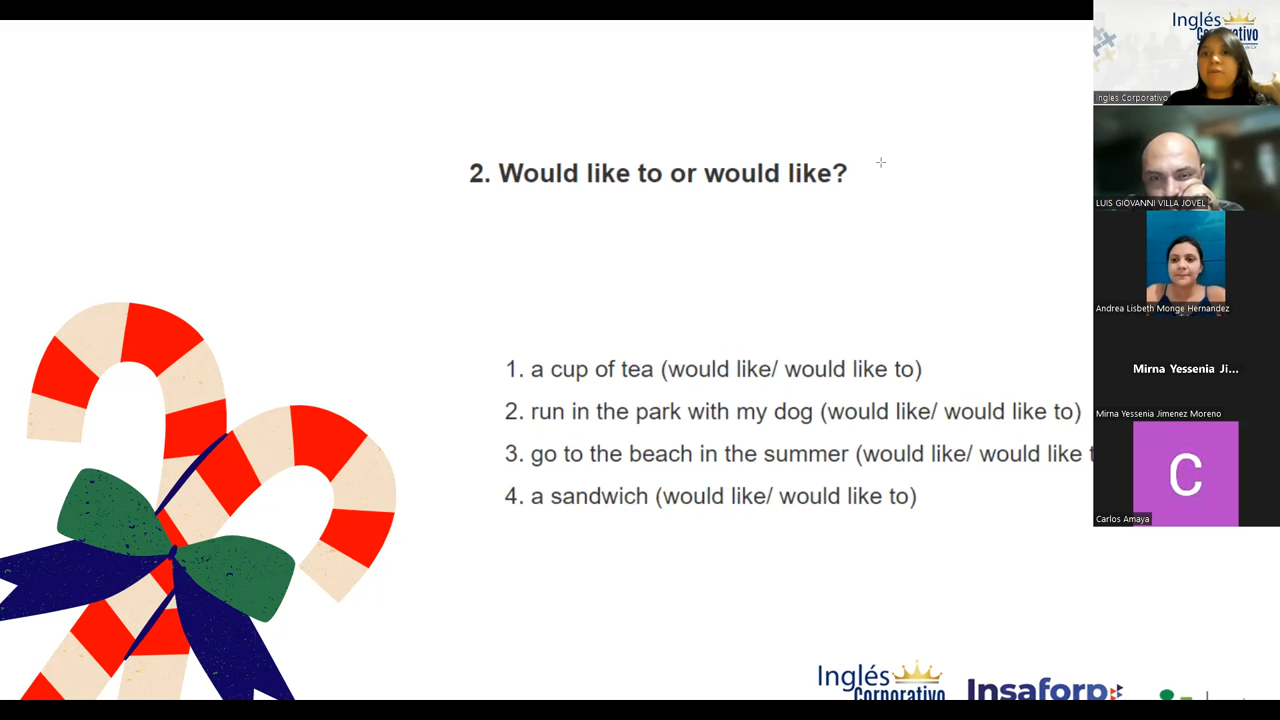 2. Would like to or would like?
1. a cup of tea (would like/ would like to)
2. run in the park with my dog (would like/ would like to)
3. go to the beach in the summer (would like/ would like
4. a sandwich (would like/ would like to)
Inglés
Corporativo
Insaforp
Inglés
Ingles Corporativo
LUIS GIOVANNI VILLA JOVEL
Andrea Lisbeth Monge Hernandez
Mirna Yessenia Ji...
Mirna Yessenia Jimenez Moreno
C
Carlos Amaya